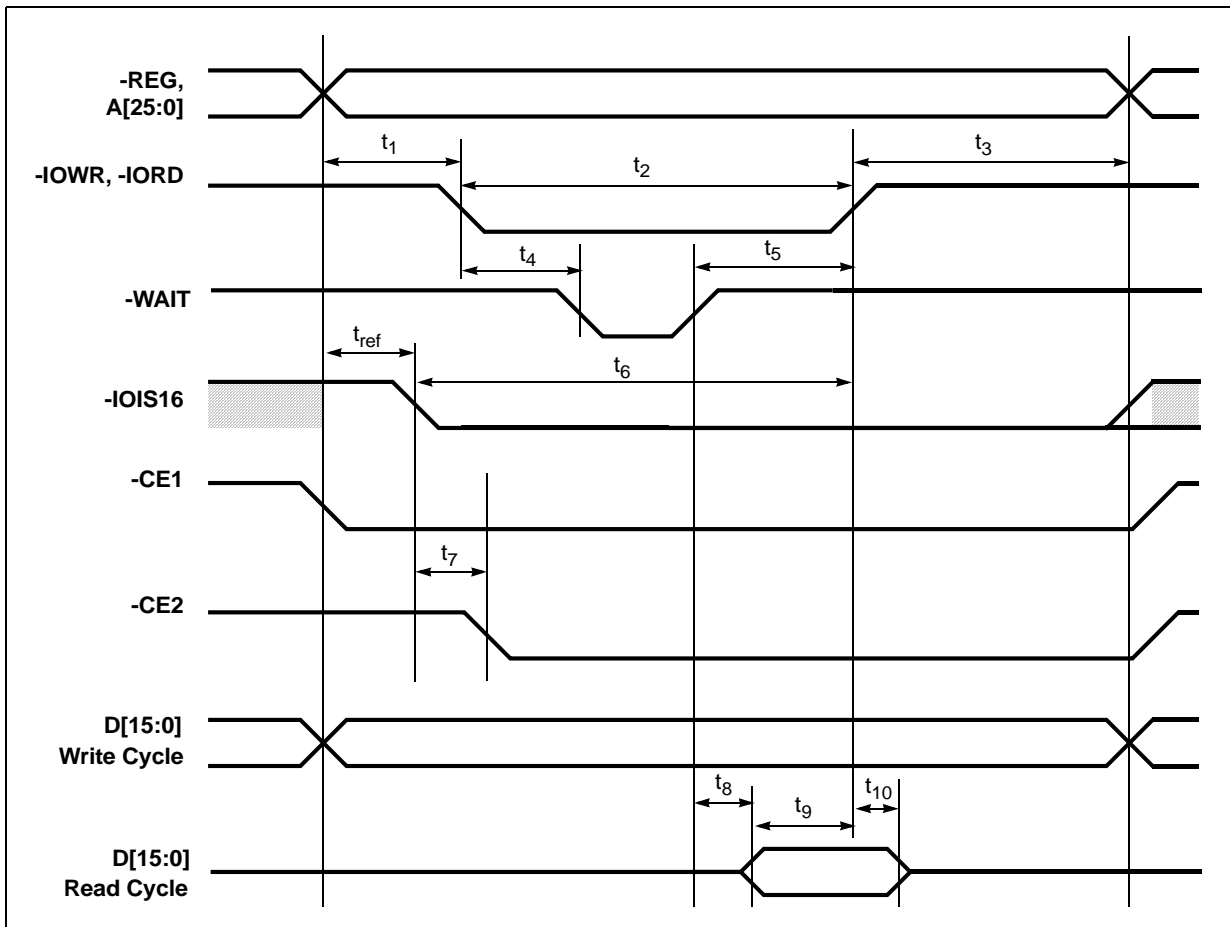 -REG,
A[25:0]
t1
t2
t3
-IOWR, -IORD
t4
t5
-WAIT
tref
t6
-IOIS16
-CE1
t7
-CE2
D[15:0]
Write Cycle
t8
t9
t10
D[15:0]
Read Cycle